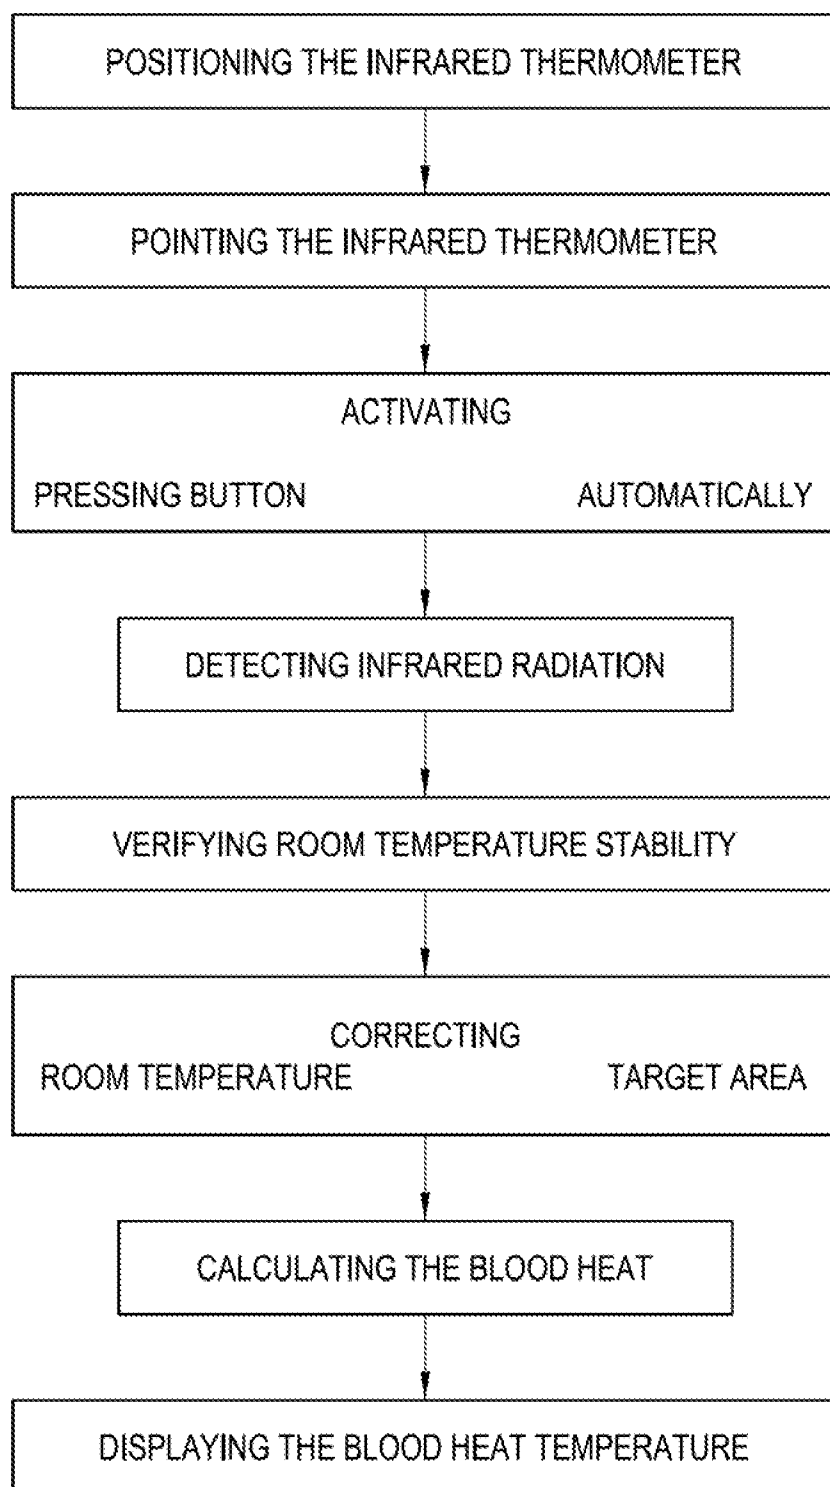 POSITIONING THE INFRARED THERMOMETER
POINTING THE INFRARED THERMOMETER
ACTIVATING
PRESSING BUTTON AUTOMATICALLY
DETECTING INFRARED RADIATION
VERIFYING ROOM TEMPERATURE STABILITY
CORRECTING
ROOM TEMPERATURE TARGET AREA
CALCULATING THE BLOOD HEAT
DISPLAYING THE BLOOD HEAT TEMPERATURE